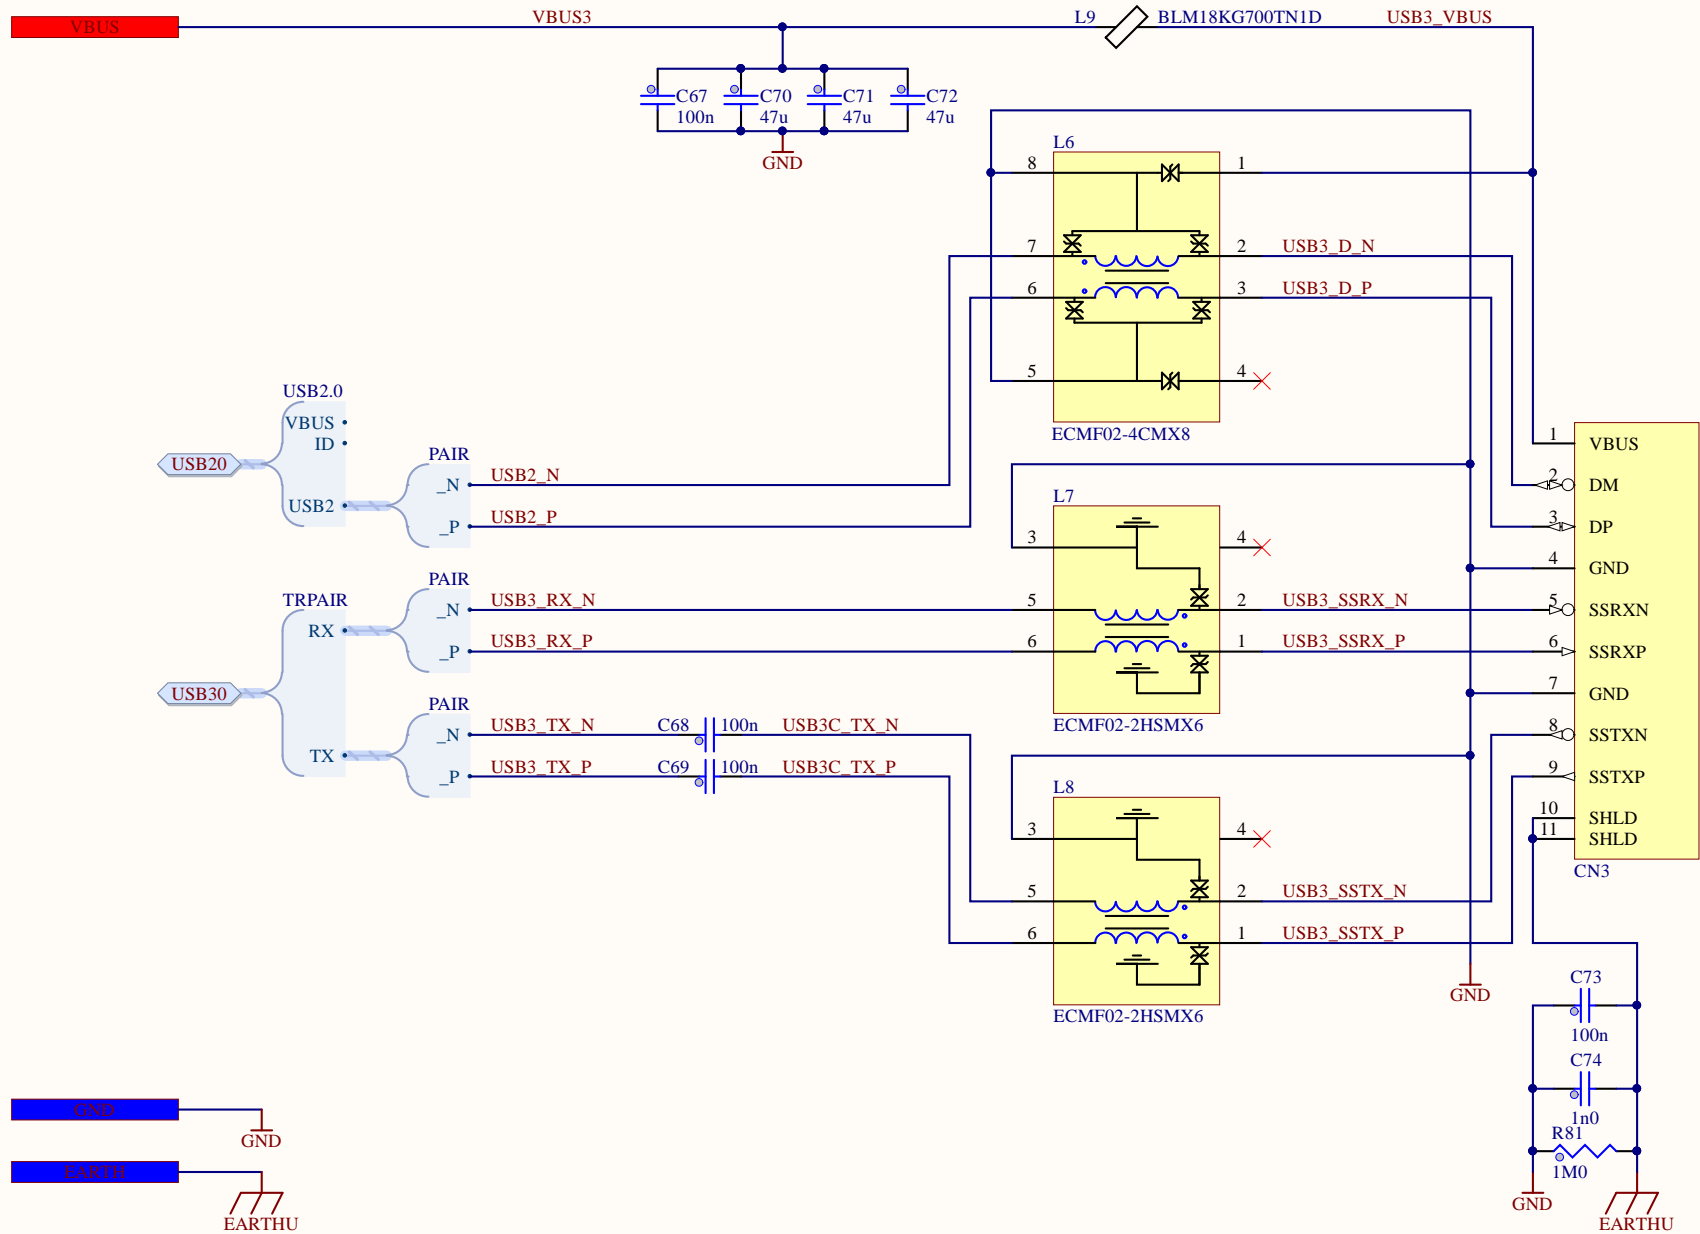 VBUS
VBUS3
L9
BLM18KG700TN1D
USB3_VBUS
C67
100n
C70
47u
C71
47u
C72
47u
GND
L6
8
1
7
2
USB3_D_N
6
3
USB3_D_P
5
4
ECMF02-4CMX8
USB2.0
VBUS
ID
USB2
USB20
PAIR
_N
USB2_N
_P
USB2_P
L7
3
4
5
2
USB3_SSRX_N
6
1
USB3_SSRX_P
ECMF02-2HSMX6
TRPAIR
RX
TX
USB30
PAIR
_N
USB3_RX_N
_P
USB3_RX_P
PAIR
_N
USB3_TX_N
C68
100n
USB3C_TX_N
_P
USB3_TX_P
C69
100n
USB3C_TX_P
L8
3
4
5
2
USB3_SSTX_N
6
1
USB3_SSTX_P
ECMF02-2HSMX6
GND
1
VBUS
2
DM
3
DP
4
GND
5
SSRXN
6
SSRXP
7
GND
8
SSTXN
9
SSTXP
10
SHLD
11
SHLD
CN3
C73
100n
C74
1n0
R81
1M0
GND
EARTHU
GND
GND
EARTH
EARTHU